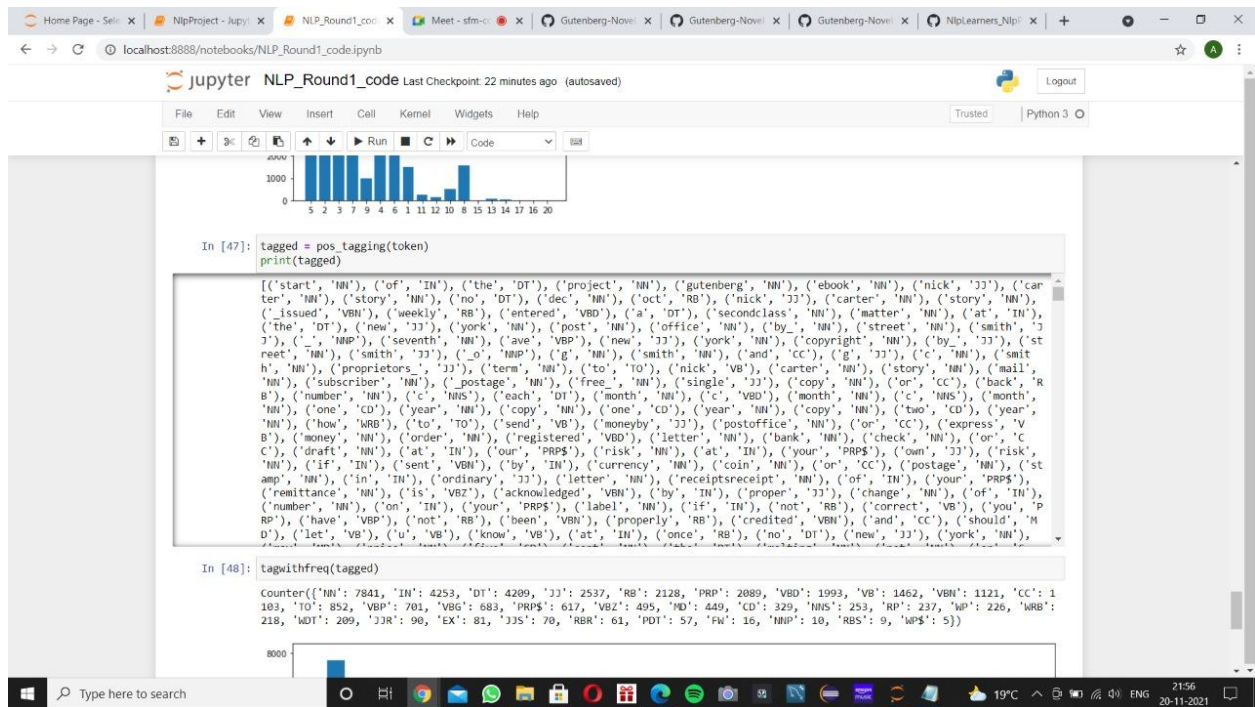 Home Page - Sele
NlpProject - Jupyt
NLP_Round1_cod
Meet - sfm-c
Gutenberg-Novel
Gutenberg-Novel
Gutenberg-Novel
NlpLearners_NlpP
localhost:8888/notebooks/NLP_Round1_code.ipynb
A
jupyter NLP_Round1_code Last Checkpoint: 22 minutes ago (autosaved)
Logout
File Edit View Insert Cell Kernel Widgets Help
Trusted
Python 3
Run
Code
2000
1000
0
5 2 3 7 9 4 6 1 11 12 10 8 15 13 14 17 16 20
In [47]: tagged = pos_tagging(token)
print(tagged)
[('start', 'NN'), ('of', 'IN'), ('the', 'DT'), ('project', 'NN'), ('gutenberg', 'NN'), ('ebook', 'NN'), ('nick', 'JJ'), ('car
ter', 'NN'), ('story', 'NN'), ('no', 'DT'), ('dec', 'NN'), ('oct', 'RB'), ('nick', 'JJ'), ('carter', 'NN'), ('story', 'NN'),
('_issued', 'VBN'), ('weekly', 'RB'), ('entered', 'VBD'), ('a', 'DT'), ('secondclass', 'NN'), ('matter', 'NN'), ('at', 'IN'),
('the', 'DT'), ('new', 'JJ'), ('york', 'NN'), ('post', 'NN'), ('office', 'NN'), ('by_', 'NN'), ('street', 'NN'), ('smith', 'J
J'), ('_', 'NNP'), ('seventh', 'NN'), ('ave', 'VBP'), ('new', 'JJ'), ('york', 'NN'), ('copyright', 'NN'), ('by_', 'JJ'), ('st
reet', 'NN'), ('smith', 'JJ'), ('_o', 'NNP'), ('g', 'NN'), ('smith', 'NN'), ('and', 'CC'), ('g', 'JJ'), ('c', 'NN'), ('smit
h', 'NN'), ('proprietors_', 'JJ'), ('term', 'NN'), ('to', 'TO'), ('nick', 'VB'), ('carter', 'NN'), ('story', 'NN'), ('mail',
'NN'), ('subscriber', 'NN'), ('_postage', 'NN'), ('free_', 'NN'), ('single', 'JJ'), ('copy', 'NN'), ('or', 'CC'), ('back', 'R
B'), ('number', 'NN'), ('c', 'NNS'), ('each', 'DT'), ('month', 'NN'), ('c', 'VBD'), ('month', 'NN'), ('c', 'NNS'), ('month',
'NN'), ('one', 'CD'), ('year', 'NN'), ('copy', 'NN'), ('one', 'CD'), ('year', 'NN'), ('copy', 'NN'), ('two', 'CD'), ('year',
'NN'), ('how', 'WRB'), ('to', 'TO'), ('send', 'VB'), ('moneyby', 'JJ'), ('postoffice', 'NN'), ('or', 'CC'), ('express', 'V
B'), ('money', 'NN'), ('order', 'NN'), ('registered', 'VBD'), ('letter', 'NN'), ('bank', 'NN'), ('check', 'NN'), ('or', 'C
C'), ('draft', 'NN'), ('at', 'IN'), ('our', 'PRP$'), ('risk', 'NN'), ('at', 'IN'), ('your', 'PRP$'), ('own', 'JJ'), ('risk',
'NN'), ('if', 'IN'), ('sent', 'VBN'), ('by', 'IN'), ('currency', 'NN'), ('coin', 'NN'), ('or', 'CC'), ('postage', 'NN'), ('st
amp', 'NN'), ('in', 'IN'), ('ordinary', 'JJ'), ('letter', 'NN'), ('receiptsreceipt', 'NN'), ('of', 'IN'), ('your', 'PRP$'),
('remittance', 'NN'), ('is', 'VBZ'), ('acknowledged', 'VBN'), ('by', 'IN'), ('proper', 'JJ'), ('change', 'NN'), ('of', 'IN'),
('number', 'NN'), ('on', 'IN'), ('your', 'PRP$'), ('label', 'NN'), ('if', 'IN'), ('not', 'RB'), ('correct', 'VB'), ('you', 'P
RP'), ('have', 'VBP'), ('not', 'RB'), ('been', 'VBN'), ('properly', 'RB'), ('credited', 'VBN'), ('and', 'CC'), ('should', 'M
D'), ('let', 'VB'), ('u', 'VB'), ('know', 'VB'), ('at', 'IN'), ('once', 'RB'), ('no', 'DT'), ('new', 'JJ'), ('york', 'NN'),
In [48]: tagwithfreq(tagged)
Counter({'NN': 7841, 'IN': 4253, 'DT': 4209, 'JJ': 2537, 'RB': 2128, 'PRP': 2089, 'VBD': 1993, 'VB': 1462, 'VBN': 1121, 'CC': 1
103, 'TO': 852, 'VBP': 701, 'VBG': 683, 'PRP$': 617, 'VBZ': 495, 'MD': 449, 'CD': 329, 'NNS': 253, 'RP': 237, 'WP': 226, 'WRB':
218, 'WDT': 209, 'JJR': 90, 'EX': 81, 'JJS': 70, 'RBR': 61, 'PDT': 57, 'FW': 16, 'NNP': 10, 'RBS': 9, 'WP$': 5})
8000
Type here to search
19°C
ENG
21:56
20-11-2021